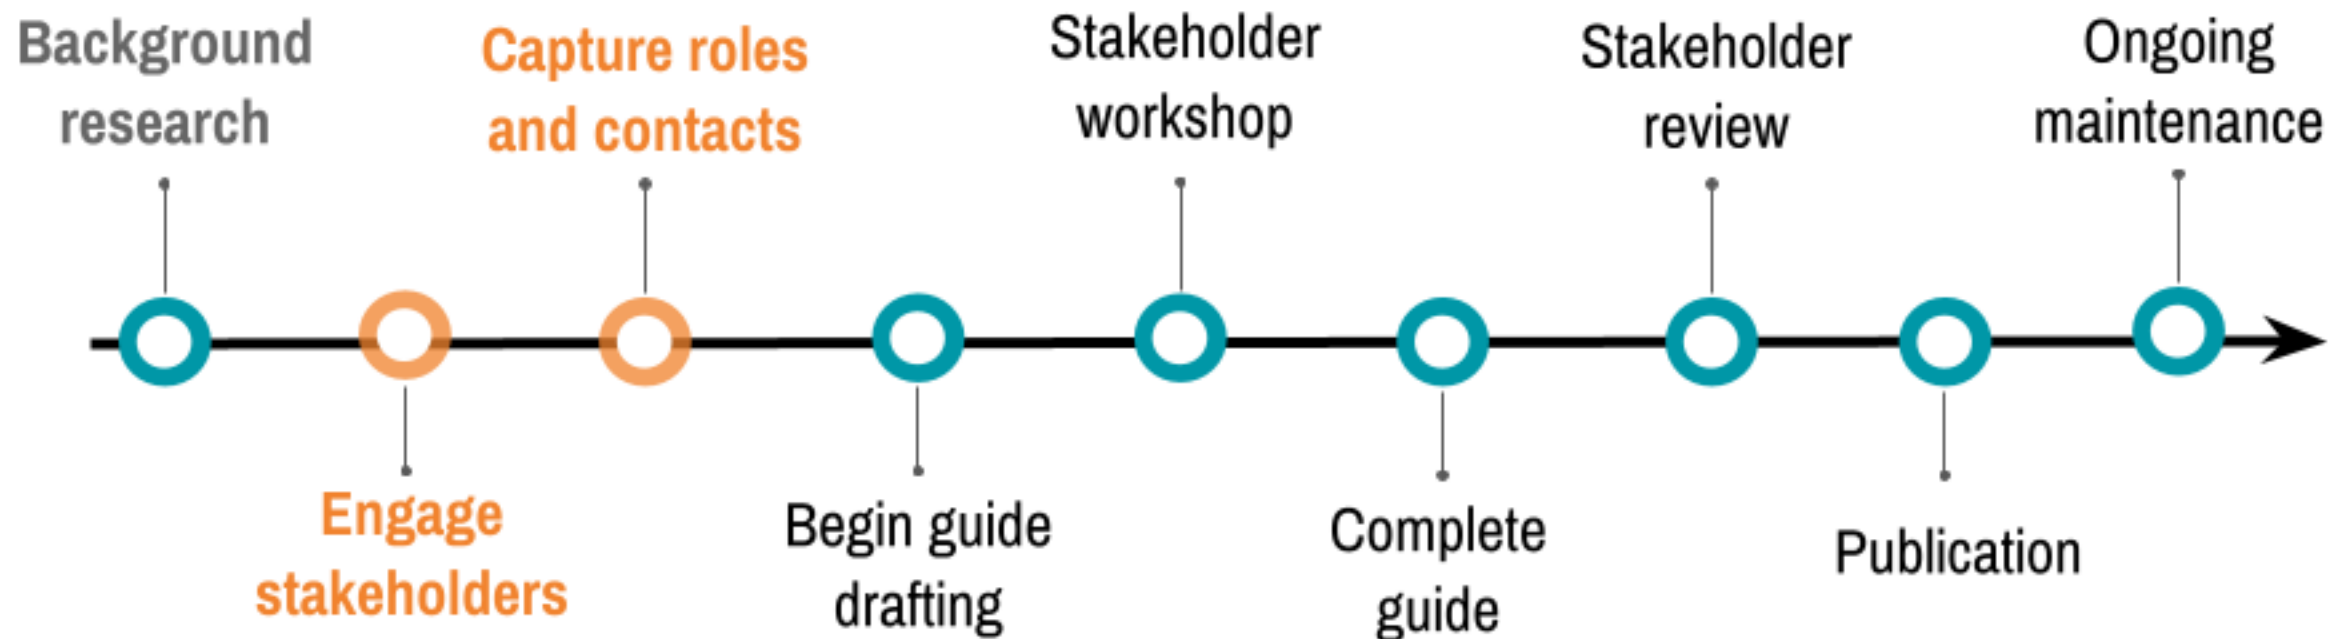 Background
research
Engage
stakeholders
Capture roles
and contacts
Begin guide
drafting
Stakeholder
workshop
Complete
guide
Stakeholder
review
Publication
Ongoing
maintenance